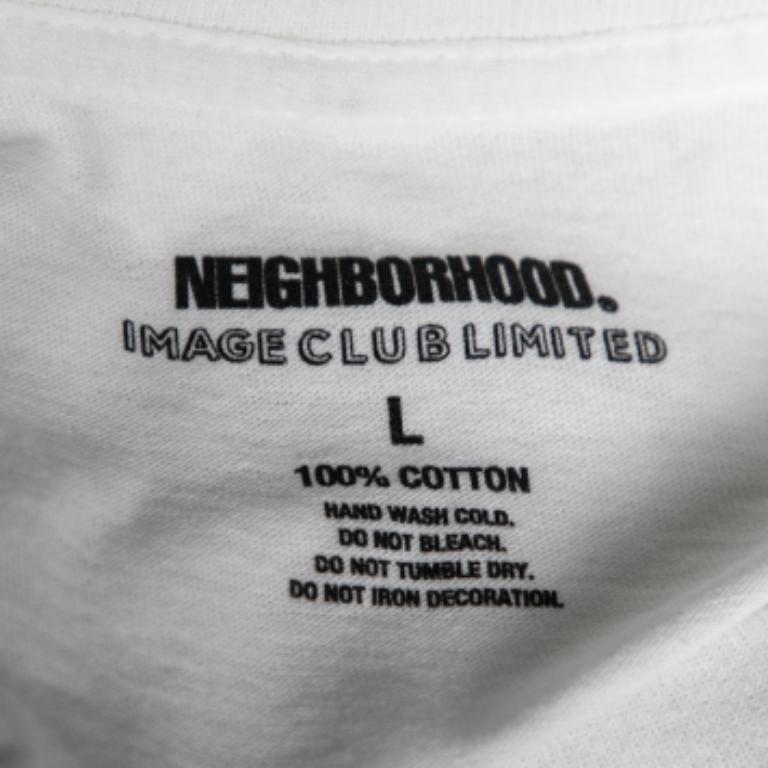 NEIGHBORHOOD.
IMAGE CLUB LIMITED
L
100% COTTON
HAND WASH COLD.
DO NOT BLEACH.
DO NOT TUMBLE DRY.
DO NOT IRON DECORATION.